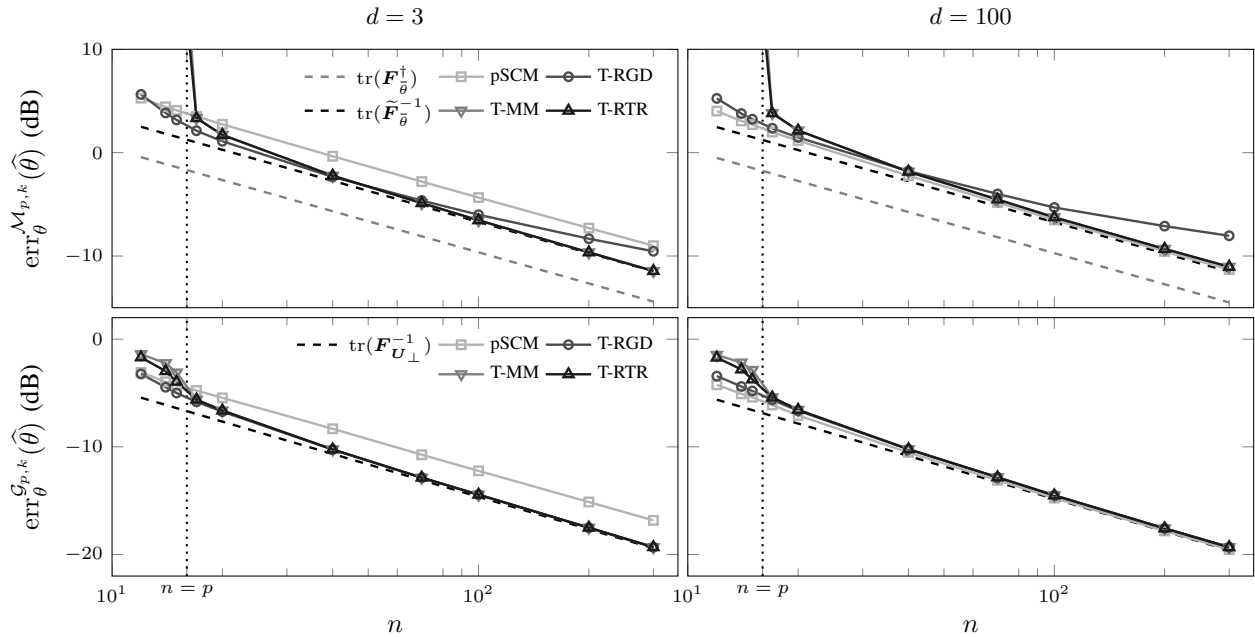 d = 3 d = 100
10
0
−10
err_θ^{ℳ_{p,k}}(θ̂) (dB)
tr(F_θ̄^†) pSCM T-RGD
tr(F̃_θ̄^{−1}) T-MM T-RTR
0
−10
−20
err_θ^{𝒢_{p,k}}(θ̂) (dB)
tr(F_{U⊥}^{−1}) pSCM T-RGD
T-MM T-RTR
10^1 n = p 10^2 10^1 n = p 10^2
n n